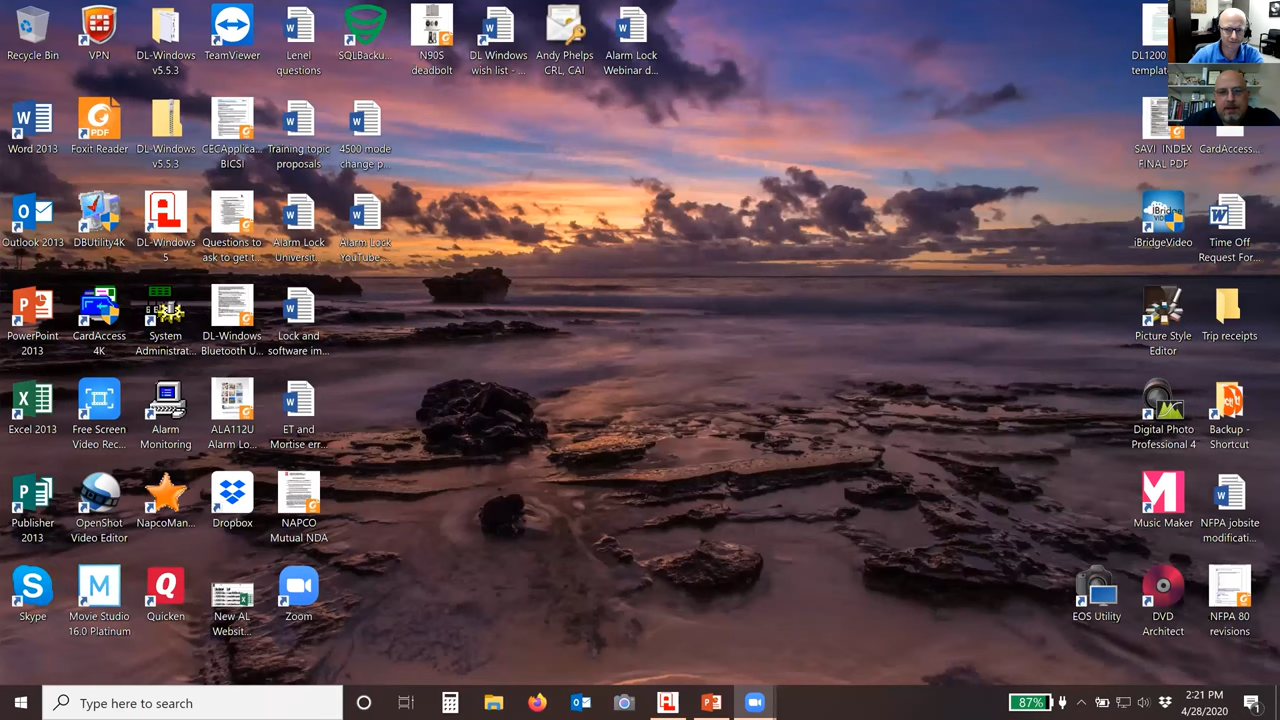 Recycle Bin
VPN
DL-Windows
v5.5.3
TeamViewer
Lenel
questions
SQLBacku...
N90S
deadbolt
DL Windows
wish list - ...
Andy Phelps
CRL, CAI
Alarm Lock
Webinar d...
DL1200
templat
Word 2013
PDF
Foxit Reader
DL-Windows
v5.5.3
CECApplica...
BICSI
Training topic
proposals
4500 mode
change p...
SAVI INDEX
FINAL.PDF
CardAccess...
Outlook 2013
DBUtility4K
DL-Windows
5
Questions to
ask to get t...
Alarm Lock
Universit...
Alarm Lock
YouTube ...
iBridge
iBridgeVideo
Time Off
Request For...
PowerPoint
2013
CardAccess
4K
System
Administrat...
DL-Windows
Bluetooth U...
Lock and
software im...
Picture Style
Editor
Trip receipts
Excel 2013
Free Screen
Video Rec...
Alarm
Monitoring
ALA112U
Alarm Lo...
ET and
Mortise err...
Digital Photo
Professional 4
Backup -
Shortcut
Publisher
2013
OpenShot
Video Editor
NapcoMan...
Dropbox
NAPCO
Mutual NDA
Music Maker
NFPA jobsite
modificati...
Skype
Movie Studio
16.0 Platinum
Quicken
New AL
Websit...
Zoom
EOS Utility
DVD
Architect
NFPA 80
revisions
Type here to search
87%
2:21 PM
4/28/2020